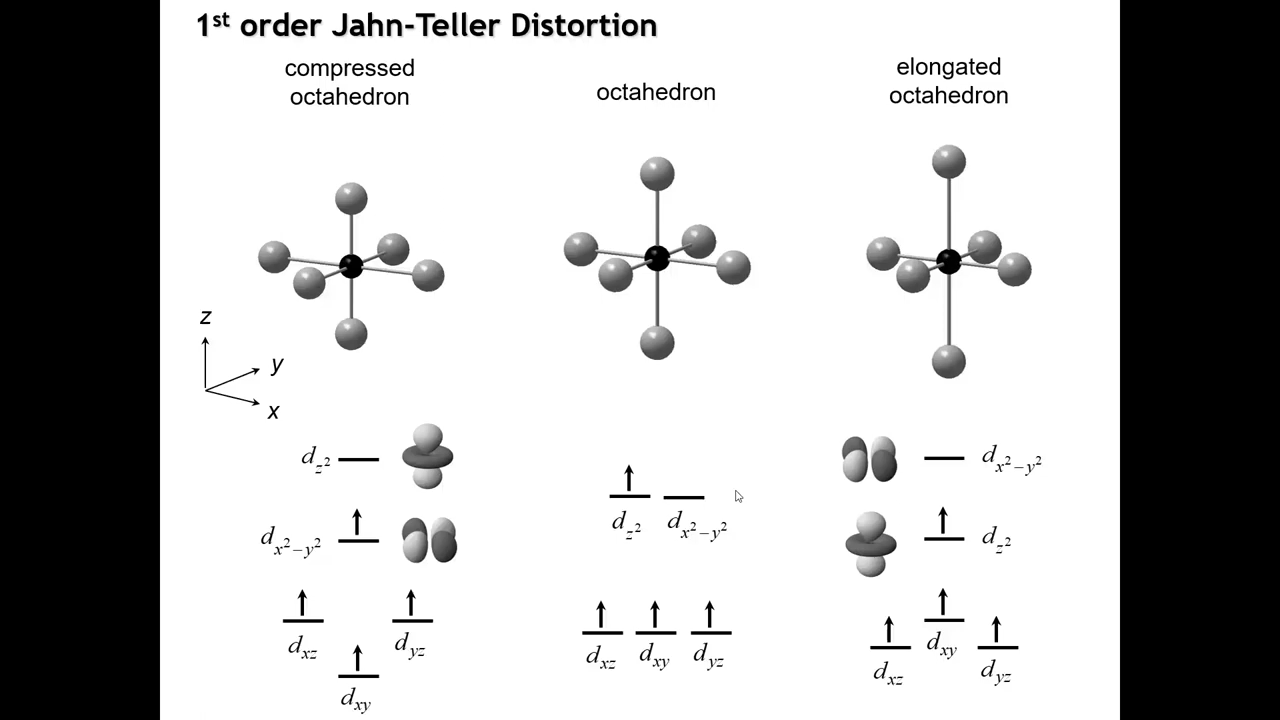 1st order Jahn-Teller Distortion
compressed
octahedron
octahedron
elongated
octahedron
z
y
x
dz²
dx²−y²
dxz
dyz
dxy
dz² dx²−y²
dxz dxy dyz
dx²−y²
dz²
dxy
dxz
dyz